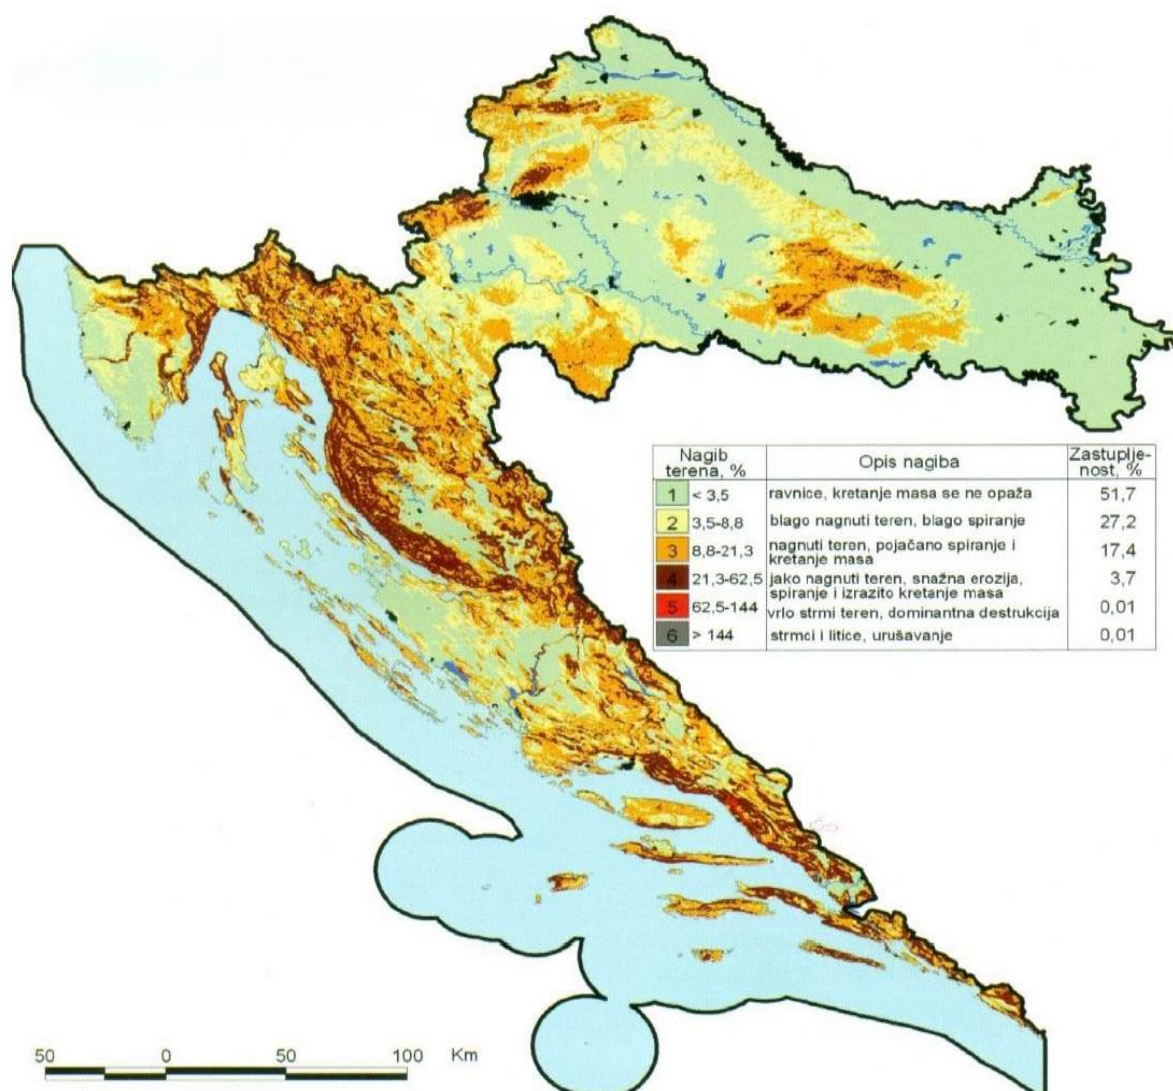 Nagib terena, % Opis nagiba Zastuplje-nost, %
1 < 3,5 ravnice, kretanje masa se ne opaža 51,7
2 3,5-8,8 blago nagnuti teren, blago spiranje 27,2
3 8,8-21,3 nagnuti teren, pojačano spiranje i kretanje masa 17,4
4 21,3-62,5 jako nagnuti teren, snažna erozija, spiranje i izrazito kretanje masa 3,7
5 62,5-144 vrlo strmi teren, dominantna destrukcija 0,01
6 > 144 strmci i litice, urušavanje 0,01
50 0 50 100 Km